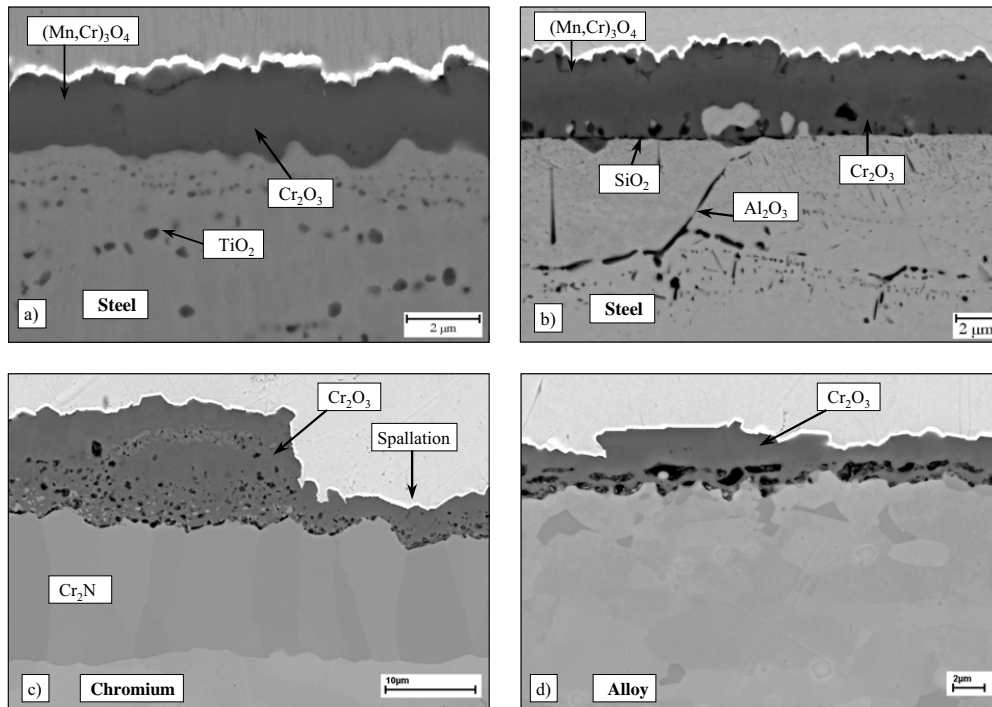 (Mn,Cr)₃O₄
Cr₂O₃
TiO₂
Steel
a)
2 µm
(Mn,Cr)₃O₄
SiO₂
Cr₂O₃
Al₂O₃
Steel
b)
2 µm
Cr₂O₃
Spallation
Cr₂N
c)
Chromium
10µm
Cr₂O₃
d)
Alloy
2µm